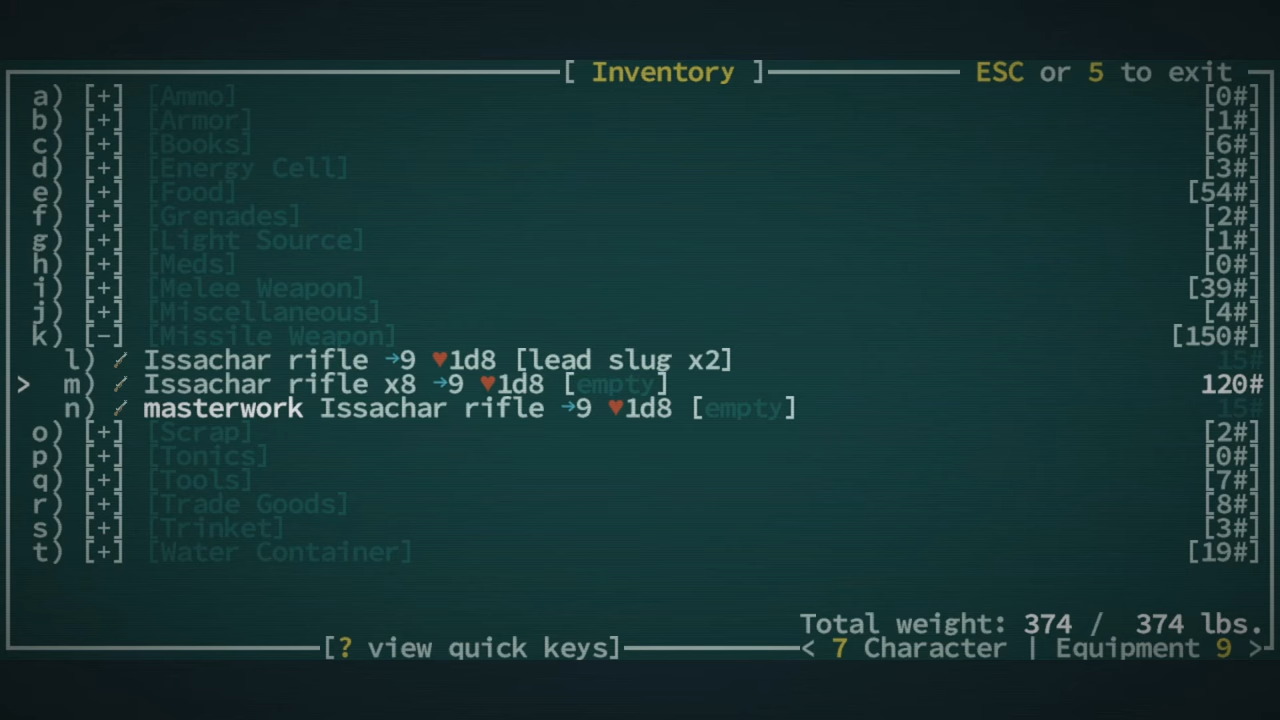 [ Inventory ] ESC or 5 to exit
a) [+] [Ammo] [0#]
b) [+] [Armor] [1#]
c) [+] [Books] [6#]
d) [+] [Energy Cell] [3#]
e) [+] [Food] [54#]
f) [+] [Grenades] [2#]
g) [+] [Light Source] [1#]
h) [+] [Meds] [0#]
i) [+] [Melee Weapon] [39#]
j) [+] [Miscellaneous] [4#]
k) [-] [Missile Weapon] [150#]
l) Issachar rifle →9 ♥1d8 [lead slug x2] 15#
> m) Issachar rifle x8 →9 ♥1d8 [empty] 120#
n) masterwork Issachar rifle →9 ♥1d8 [empty] 15#
o) [+] [Scrap] [2#]
p) [+] [Tonics] [0#]
q) [+] [Tools] [7#]
r) [+] [Trade Goods] [8#]
s) [+] [Trinket] [3#]
t) [+] [Water Container] [19#]
Total weight: 374 / 374 lbs.
[? view quick keys] < 7 Character | Equipment 9 >